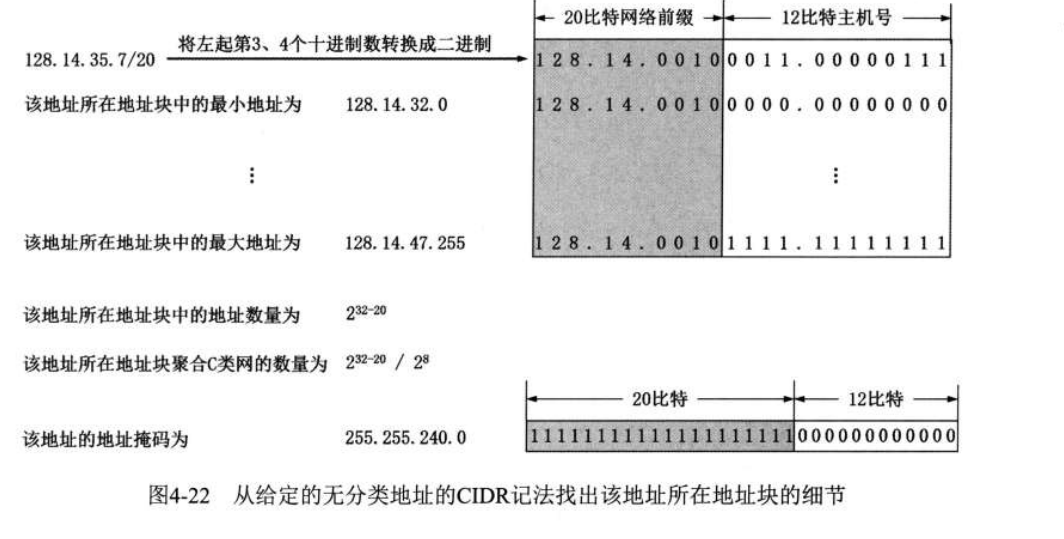 20比特网络前缀 12比特主机号
128.14.35.7/20 将左起第3、4个十进制数转换成二进制 128.14.0010 0011.00000111
该地址所在地址块中的最小地址为 128.14.32.0 128.14.0010 0000.00000000
⋮ ⋮
该地址所在地址块中的最大地址为 128.14.47.255 128.14.0010 1111.11111111
该地址所在地址块中的地址数量为 2³²⁻²⁰
该地址所在地址块聚合C类网的数量为 2³²⁻²⁰ / 2⁸
20比特 12比特
该地址的地址掩码为 255.255.240.0 11111111111111111111 000000000000
图4-22 从给定的无分类地址的CIDR记法找出该地址所在地址块的细节